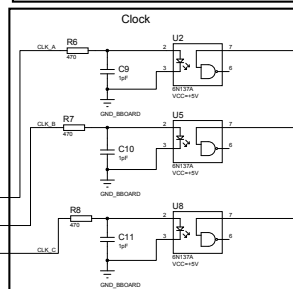 Clock
R6
U2
CLK_A
470
2
7
C9
1pF
3
6
6N137A
VCC=+5V
GND_BBOARD
R7
U5
CLK_B
470
2
7
C10
1pF
3
6
6N137A
VCC=+5V
GND_BBOARD
R8
U8
CLK_C
470
2
7
C11
1pF
3
6
6N137A
VCC=+5V
GND_BBOARD